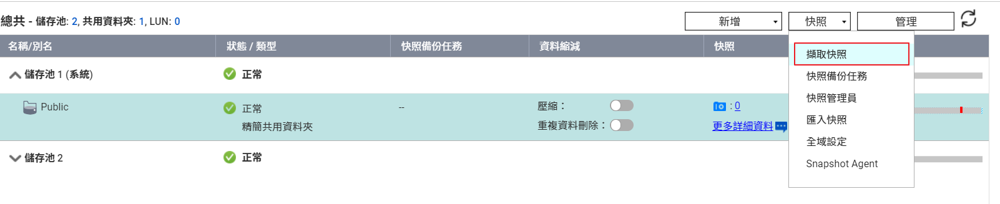 總共 - 儲存池: 2, 共用資料夾: 1, LUN: 0
新增 快照 管理
名稱/別名 狀態 / 類型 快照備份任務 資料縮減 快照
擷取快照
儲存池 1 (系統) 正常
快照備份任務
快照管理員
Public 正常 -- 壓縮： : 0
精簡共用資料夾 重複資料刪除： 更多詳細資料
匯入快照
全域設定
儲存池 2 正常
Snapshot Agent